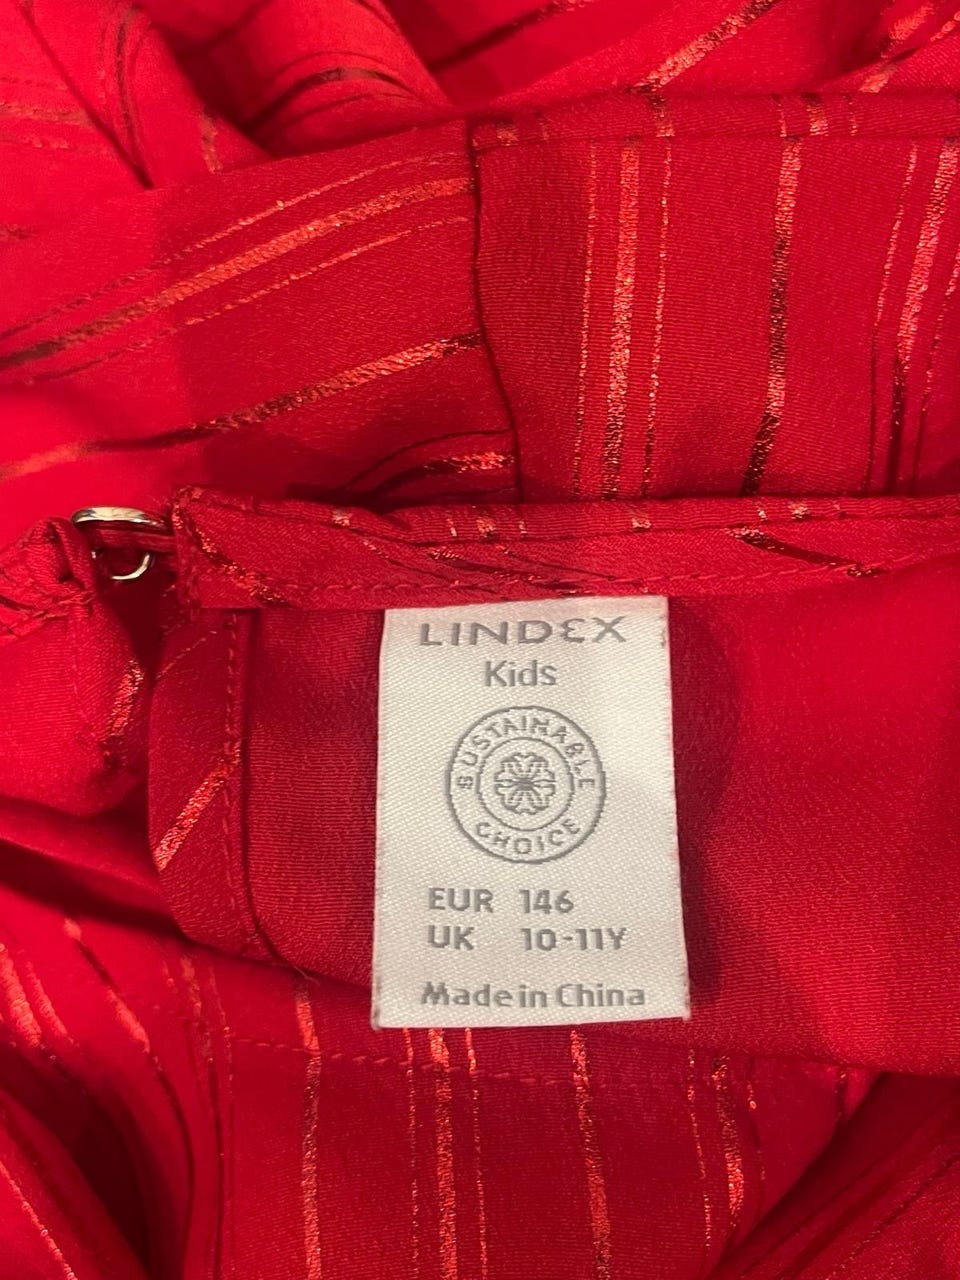 LINDEX
Kids
SUSTAINABLE
CHOICE
EUR 146
UK 10-11Y
Made in China